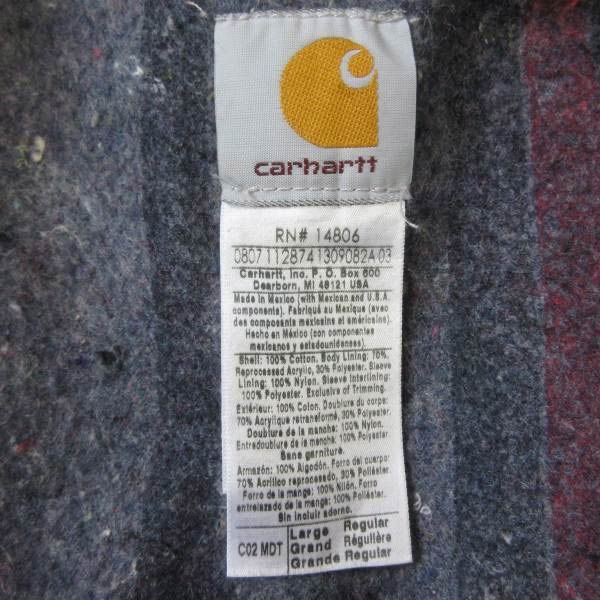 carhartt
RN# 14806
0807 11287413090824 03
Carhartt, Inc. P. O. Box 600
Dearborn, MI 48121 USA
Made in Mexico (with Mexican and U.S.A.
components). Fabriqué au Mexique (avec
des composants mexicains et américains).
Hecho en México (con componentes
mexicanos y estadounidenses).
Shell: 100% Cotton. Body Lining: 70%
Reprocessed Acrylic, 30% Polyester. Sleeve
Lining: 100% Nylon. Sleeve Interlining:
100% Polyester. Exclusive of Trimming.
Extérieur: 100% Coton. Doublure du corps:
70% Acrylique retransformé, 30% Polyester.
Doublure de la manche: 100% Nylon.
Entredoublure de la manche: 100% Polyester
Sans garniture.
Armazón: 100% Algodón. Forro del cuerpo:
70% Acrílico reprocesado, 30% Poliéster.
Forro de la manga: 100% Nilón. Forro
entrelazado de la manga: 100% Poliéster.
Sin incluir adorno.
C02 MDT
Large Regular
Grand Régulière
Grande Regular